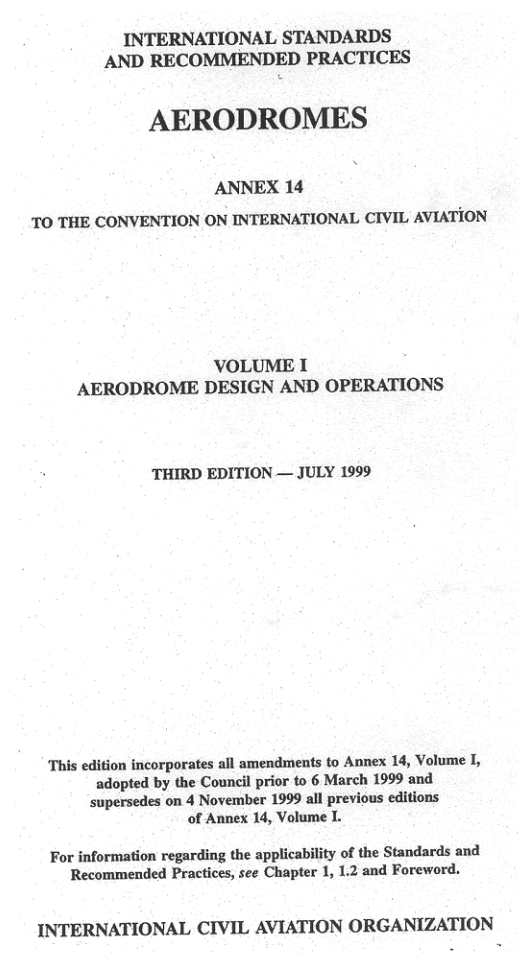 INTERNATIONAL STANDARDS
AND RECOMMENDED PRACTICES
AERODROMES
ANNEX 14
TO THE CONVENTION ON INTERNATIONAL CIVIL AVIATION
VOLUME I
AERODROME DESIGN AND OPERATIONS
THIRD EDITION — JULY 1999
This edition incorporates all amendments to Annex 14, Volume I,
adopted by the Council prior to 6 March 1999 and
supersedes on 4 November 1999 all previous editions
of Annex 14, Volume I.
For information regarding the applicability of the Standards and
Recommended Practices, see Chapter 1, 1.2 and Foreword.
INTERNATIONAL CIVIL AVIATION ORGANIZATION